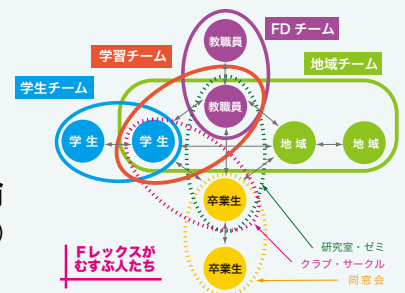 FDチーム
教職員
学習チーム
地域チーム
学生チーム
教職員
学 生
学 生
地 域
地 域
卒業生
卒業生
Fレックスが
むすぶ人たち
研究室・ゼミ
クラブ・サークル
同窓会